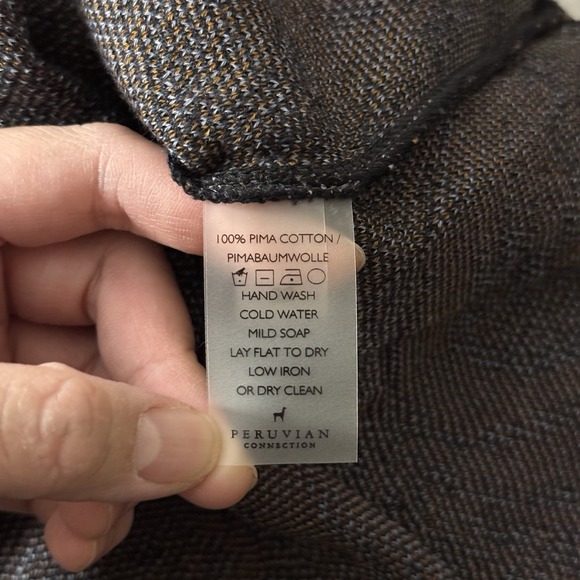 100% PIMA COTTON /
PIMABAUMWOLLE
HAND WASH
COLD WATER
MILD SOAP
LAY FLAT TO DRY
LOW IRON
OR DRY CLEAN
PERUVIAN
CONNECTION